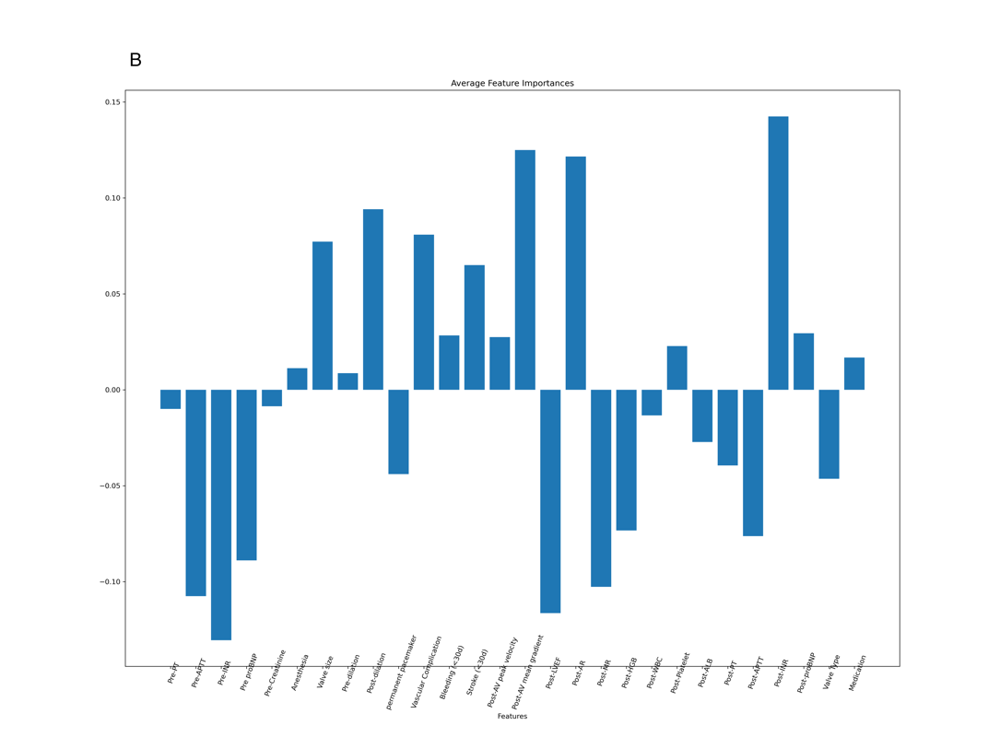 B
Average Feature Importances
0.15
0.10
0.05
0.00
−0.05
−0.10
Pre-PT
Pre-APTT
Pre-INR
Pre proBNP
Pre-Creatinine
Anesthesia
Valve size
Pre-dilation
Post-dilation
permanent pacemaker
Vascular Complication
Bleeding (<30d)
Stroke (<30d)
Post-AV peak velocity
Post-AV mean gradient
Post-LVEF
Post-AR
Post-MR
Post-HGB
Post-WBC
Post-Platelet
Post-ALB
Post-PT
Post-APTT
Post-INR
Post-proBNP
Valve Type
Medication
Features